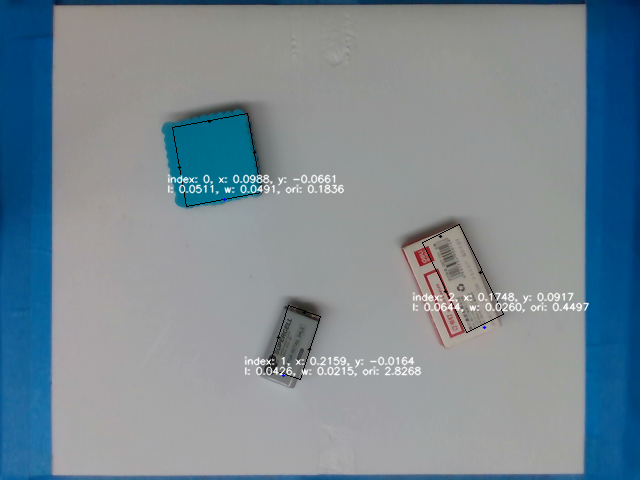 index: 0, x: 0.0988, y: -0.0661
l: 0.0511, w: 0.0491, ori: 0.1836
index: 2, x: 0.1748, y: 0.0917
l: 0.0644, w: 0.0260, ori: 0.4497
index: 1, x: 0.2159, y: -0.0164
l: 0.0426, w: 0.0215, ori: 2.8268